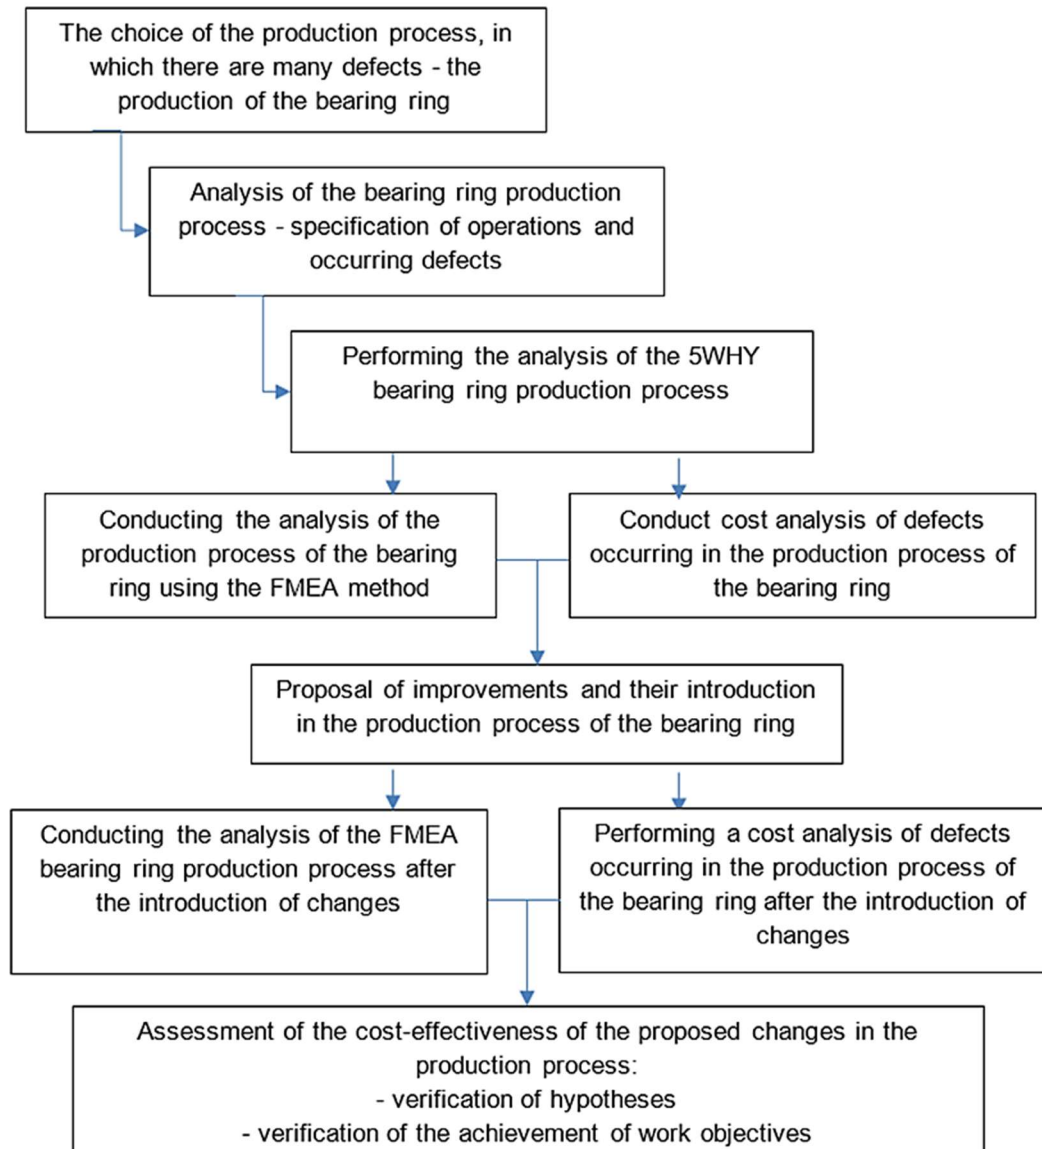 The choice of the production process, in
which there are many defects - the
production of the bearing ring
Analysis of the bearing ring production
process - specification of operations and
occurring defects
Performing the analysis of the 5WHY
bearing ring production process
Conducting the analysis of the
production process of the bearing
ring using the FMEA method
Conduct cost analysis of defects
occurring in the production process of
the bearing ring
Proposal of improvements and their introduction
in the production process of the bearing ring
Conducting the analysis of the FMEA
bearing ring production process after
the introduction of changes
Performing a cost analysis of defects
occurring in the production process of
the bearing ring after the introduction of
changes
Assessment of the cost-effectiveness of the proposed changes in the
production process:
- verification of hypotheses
- verification of the achievement of work objectives